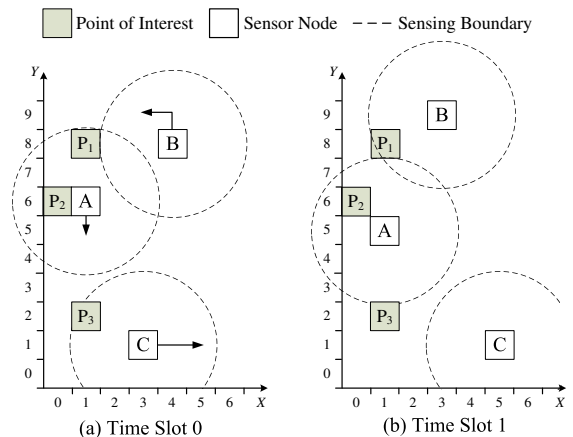 Point of Interest Sensor Node Sensing Boundary
Y
9
8
7
6
5
4
3
2
1
0
P1
B
P2 A
P3
C
0 1 2 3 4 5 6 7 X
(a) Time Slot 0
Y
9
8
7
6
5
4
3
2
1
0
B
P1
P2
A
P3
C
0 1 2 3 4 5 6 7 X
(b) Time Slot 1